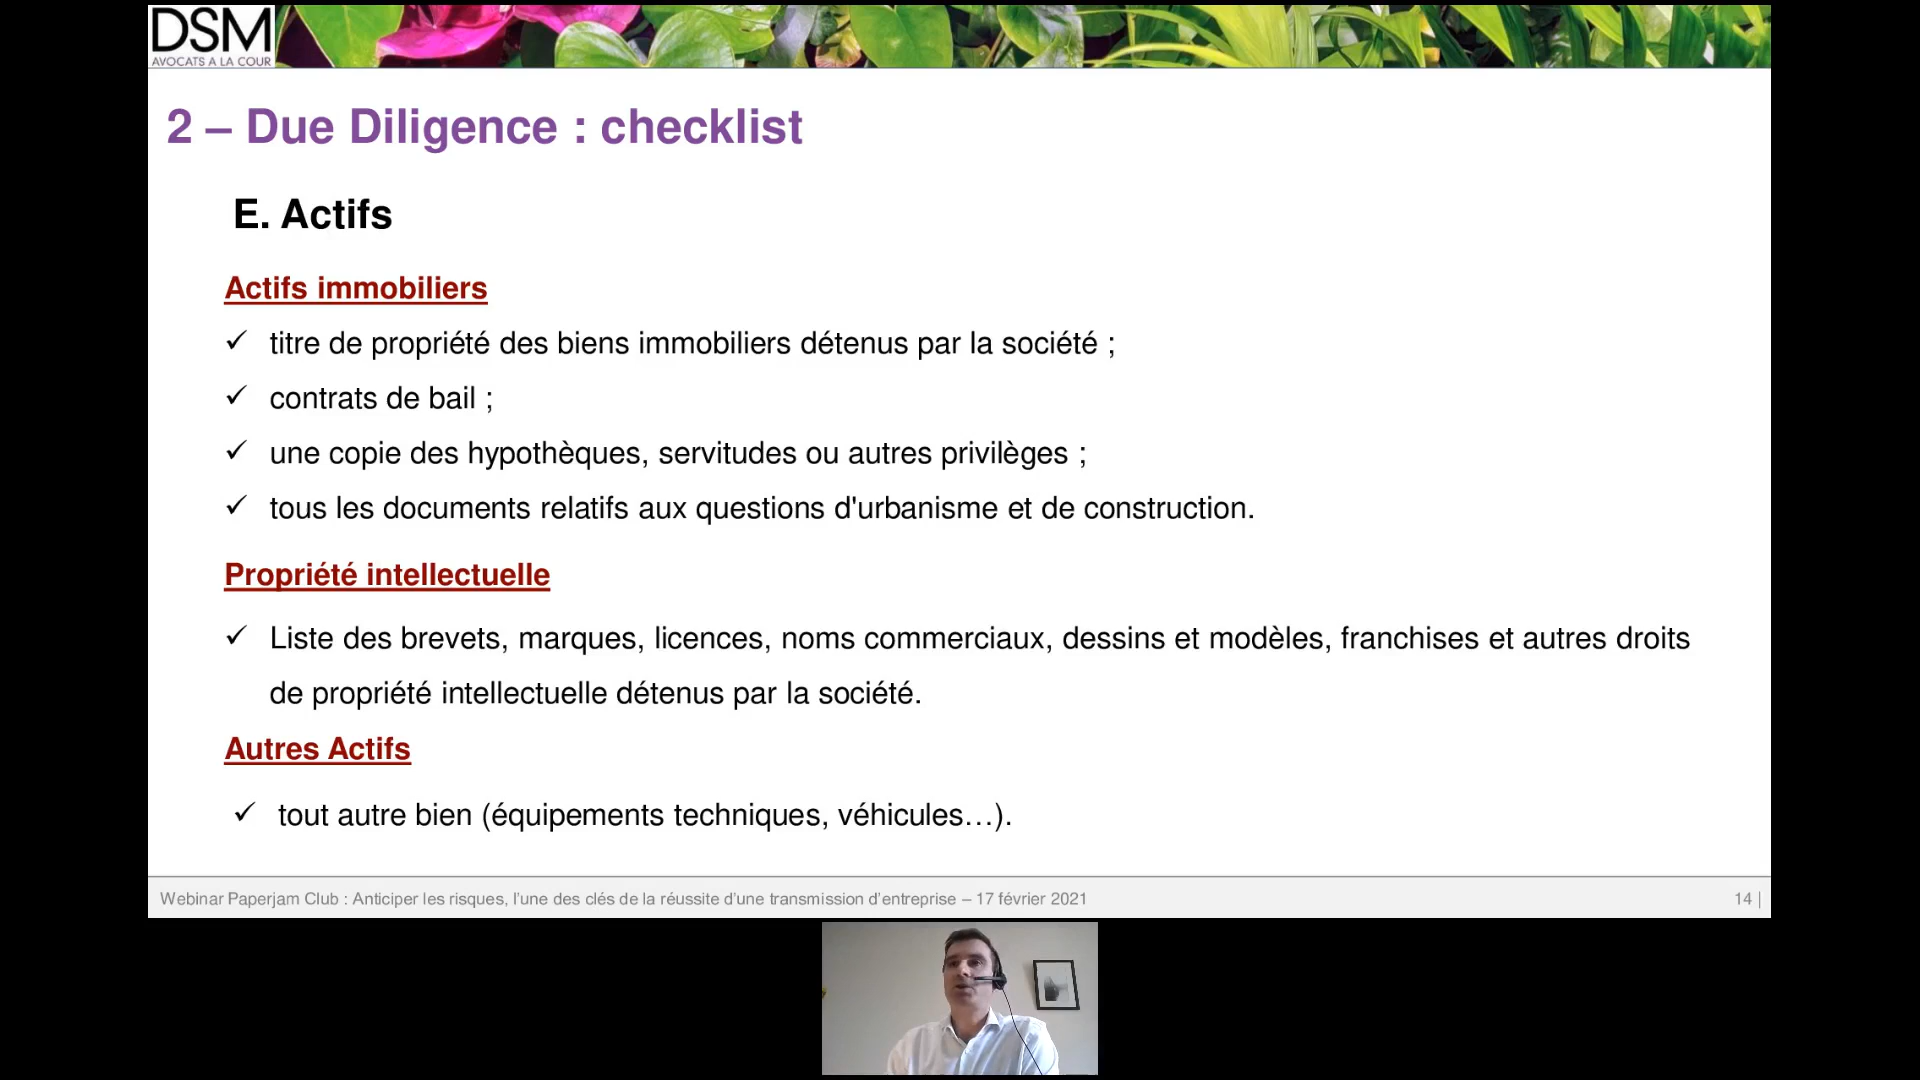 DSM
AVOCATS A LA COUR
2 – Due Diligence : checklist
E. Actifs
Actifs immobiliers
✓ titre de propriété des biens immobiliers détenus par la société ;
✓ contrats de bail ;
✓ une copie des hypothèques, servitudes ou autres privilèges ;
✓ tous les documents relatifs aux questions d'urbanisme et de construction.
Propriété intellectuelle
✓ Liste des brevets, marques, licences, noms commerciaux, dessins et modèles, franchises et autres droits
de propriété intellectuelle détenus par la société.
Autres Actifs
✓ tout autre bien (équipements techniques, véhicules…).
Webinar Paperjam Club : Anticiper les risques, l’une des clés de la réussite d’une transmission d’entreprise – 17 février 2021
14 |